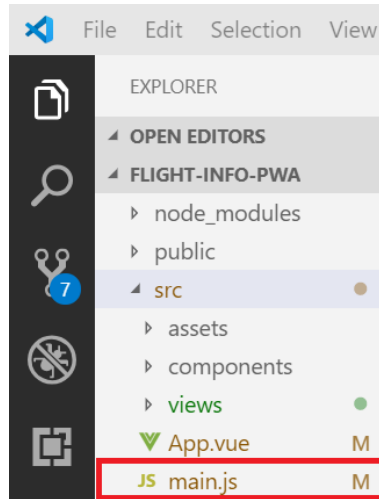 File Edit Selection View
EXPLORER
OPEN EDITORS
FLIGHT-INFO-PWA
node_modules
public
src
7
assets
components
views
App.vue M
JS main.js M